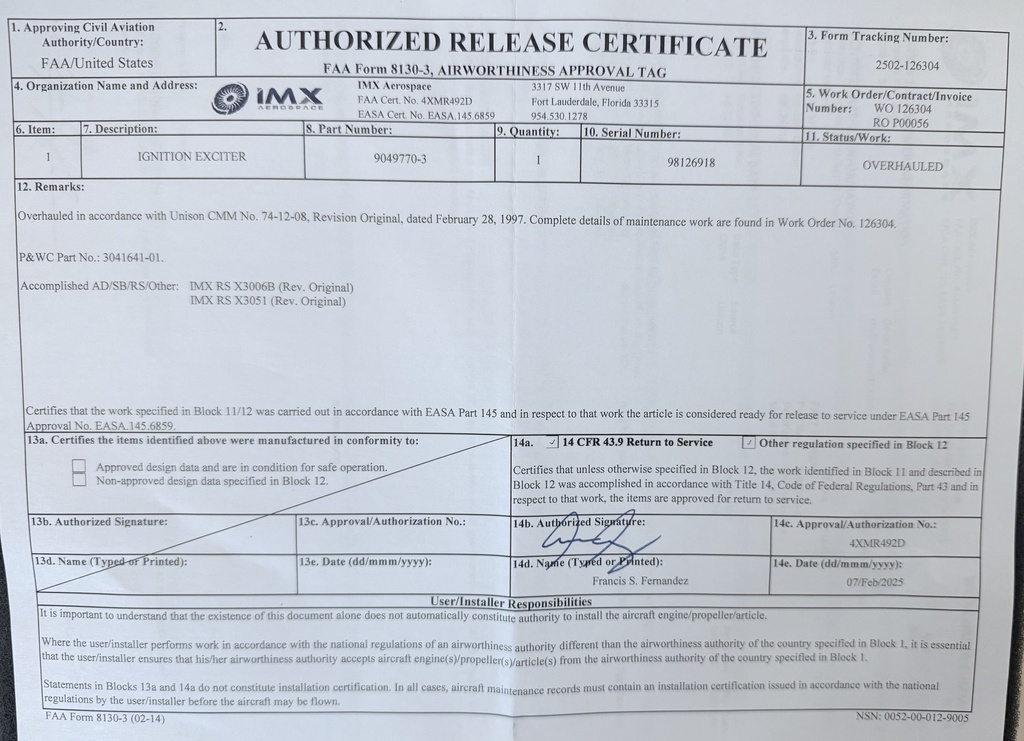 1. Approving Civil Aviation
Authority/Country:
FAA/United States
2.
AUTHORIZED RELEASE CERTIFICATE
FAA Form 8130-3, AIRWORTHINESS APPROVAL TAG
3. Form Tracking Number:
2502-126304
4. Organization Name and Address:
IMX
AEROSPACE
IMX Aerospace
FAA Cert. No. 4XMR492D
EASA Cert. No. EASA.145.6859
3317 SW 11th Avenue
Fort Lauderdale, Florida 33315
954.530.1278
5. Work Order/Contract/Invoice
Number: WO 126304
RO P00056
6. Item:
1
7. Description:
IGNITION EXCITER
8. Part Number:
9049770-3
9. Quantity:
1
10. Serial Number:
98126918
11. Status/Work:
OVERHAULED
12. Remarks:
Overhauled in accordance with Unison CMM No. 74-12-08, Revision Original, dated February 28, 1997. Complete details of maintenance work are found in Work Order No. 126304.
P&WC Part No.: 3041641-01.
Accomplished AD/SB/RS/Other: IMX RS X3006B (Rev. Original)
IMX RS X3051 (Rev. Original)
Certifies that the work specified in Block 11/12 was carried out in accordance with EASA Part 145 and in respect to that work the article is considered ready for release to service under EASA Part 145
Approval No. EASA.145.6859.
13a. Certifies the items identified above were manufactured in conformity to:
Approved design data and are in condition for safe operation.
Non-approved design data specified in Block 12.
14a. ✓ 14 CFR 43.9 Return to Service ✓ Other regulation specified in Block 12
Certifies that unless otherwise specified in Block 12, the work identified in Block 11 and described in
Block 12 was accomplished in accordance with Title 14, Code of Federal Regulations, Part 43 and in
respect to that work, the items are approved for return to service.
13b. Authorized Signature:
13c. Approval/Authorization No.:
14b. Authorized Signature:
14c. Approval/Authorization No.:
4XMR492D
13d. Name (Typed or Printed):
13e. Date (dd/mmm/yyyy):
14d. Name (Typed or Printed):
Francis S. Fernandez
14e. Date (dd/mmm/yyyy):
07/Feb/2025
User/Installer Responsibilities
It is important to understand that the existence of this document alone does not automatically constitute authority to install the aircraft engine/propeller/article.
Where the user/installer performs work in accordance with the national regulations of an airworthiness authority different than the airworthiness authority of the country specified in Block 1, it is essential
that the user/installer ensures that his/her airworthiness authority accepts aircraft engine(s)/propeller(s)/article(s) from the airworthiness authority of the country specified in Block 1.
Statements in Blocks 13a and 14a do not constitute installation certification. In all cases, aircraft maintenance records must contain an installation certification issued in accordance with the national
regulations by the user/installer before the aircraft may be flown.
FAA Form 8130-3 (02-14)
NSN: 0052-00-012-9005